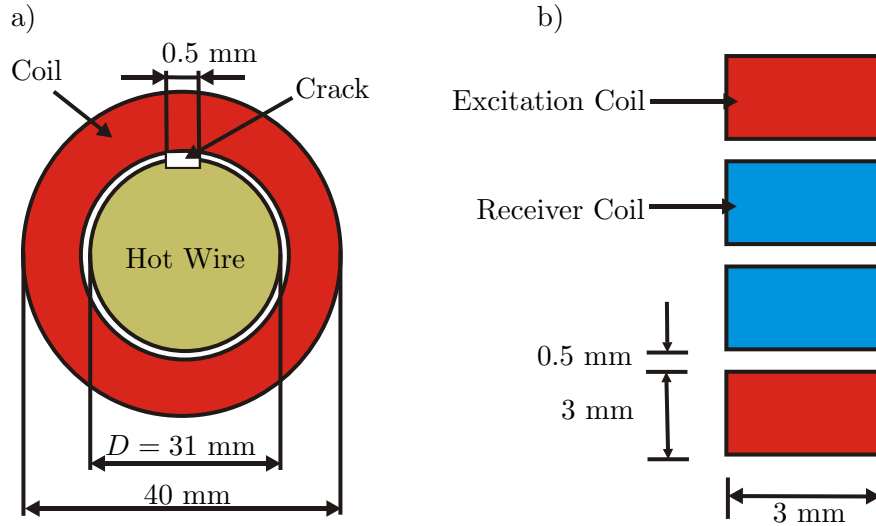 a)
0.5 mm
Coil
Crack
Hot Wire
D = 31 mm
40 mm
b)
Excitation Coil
Receiver Coil
0.5 mm
3 mm
3 mm